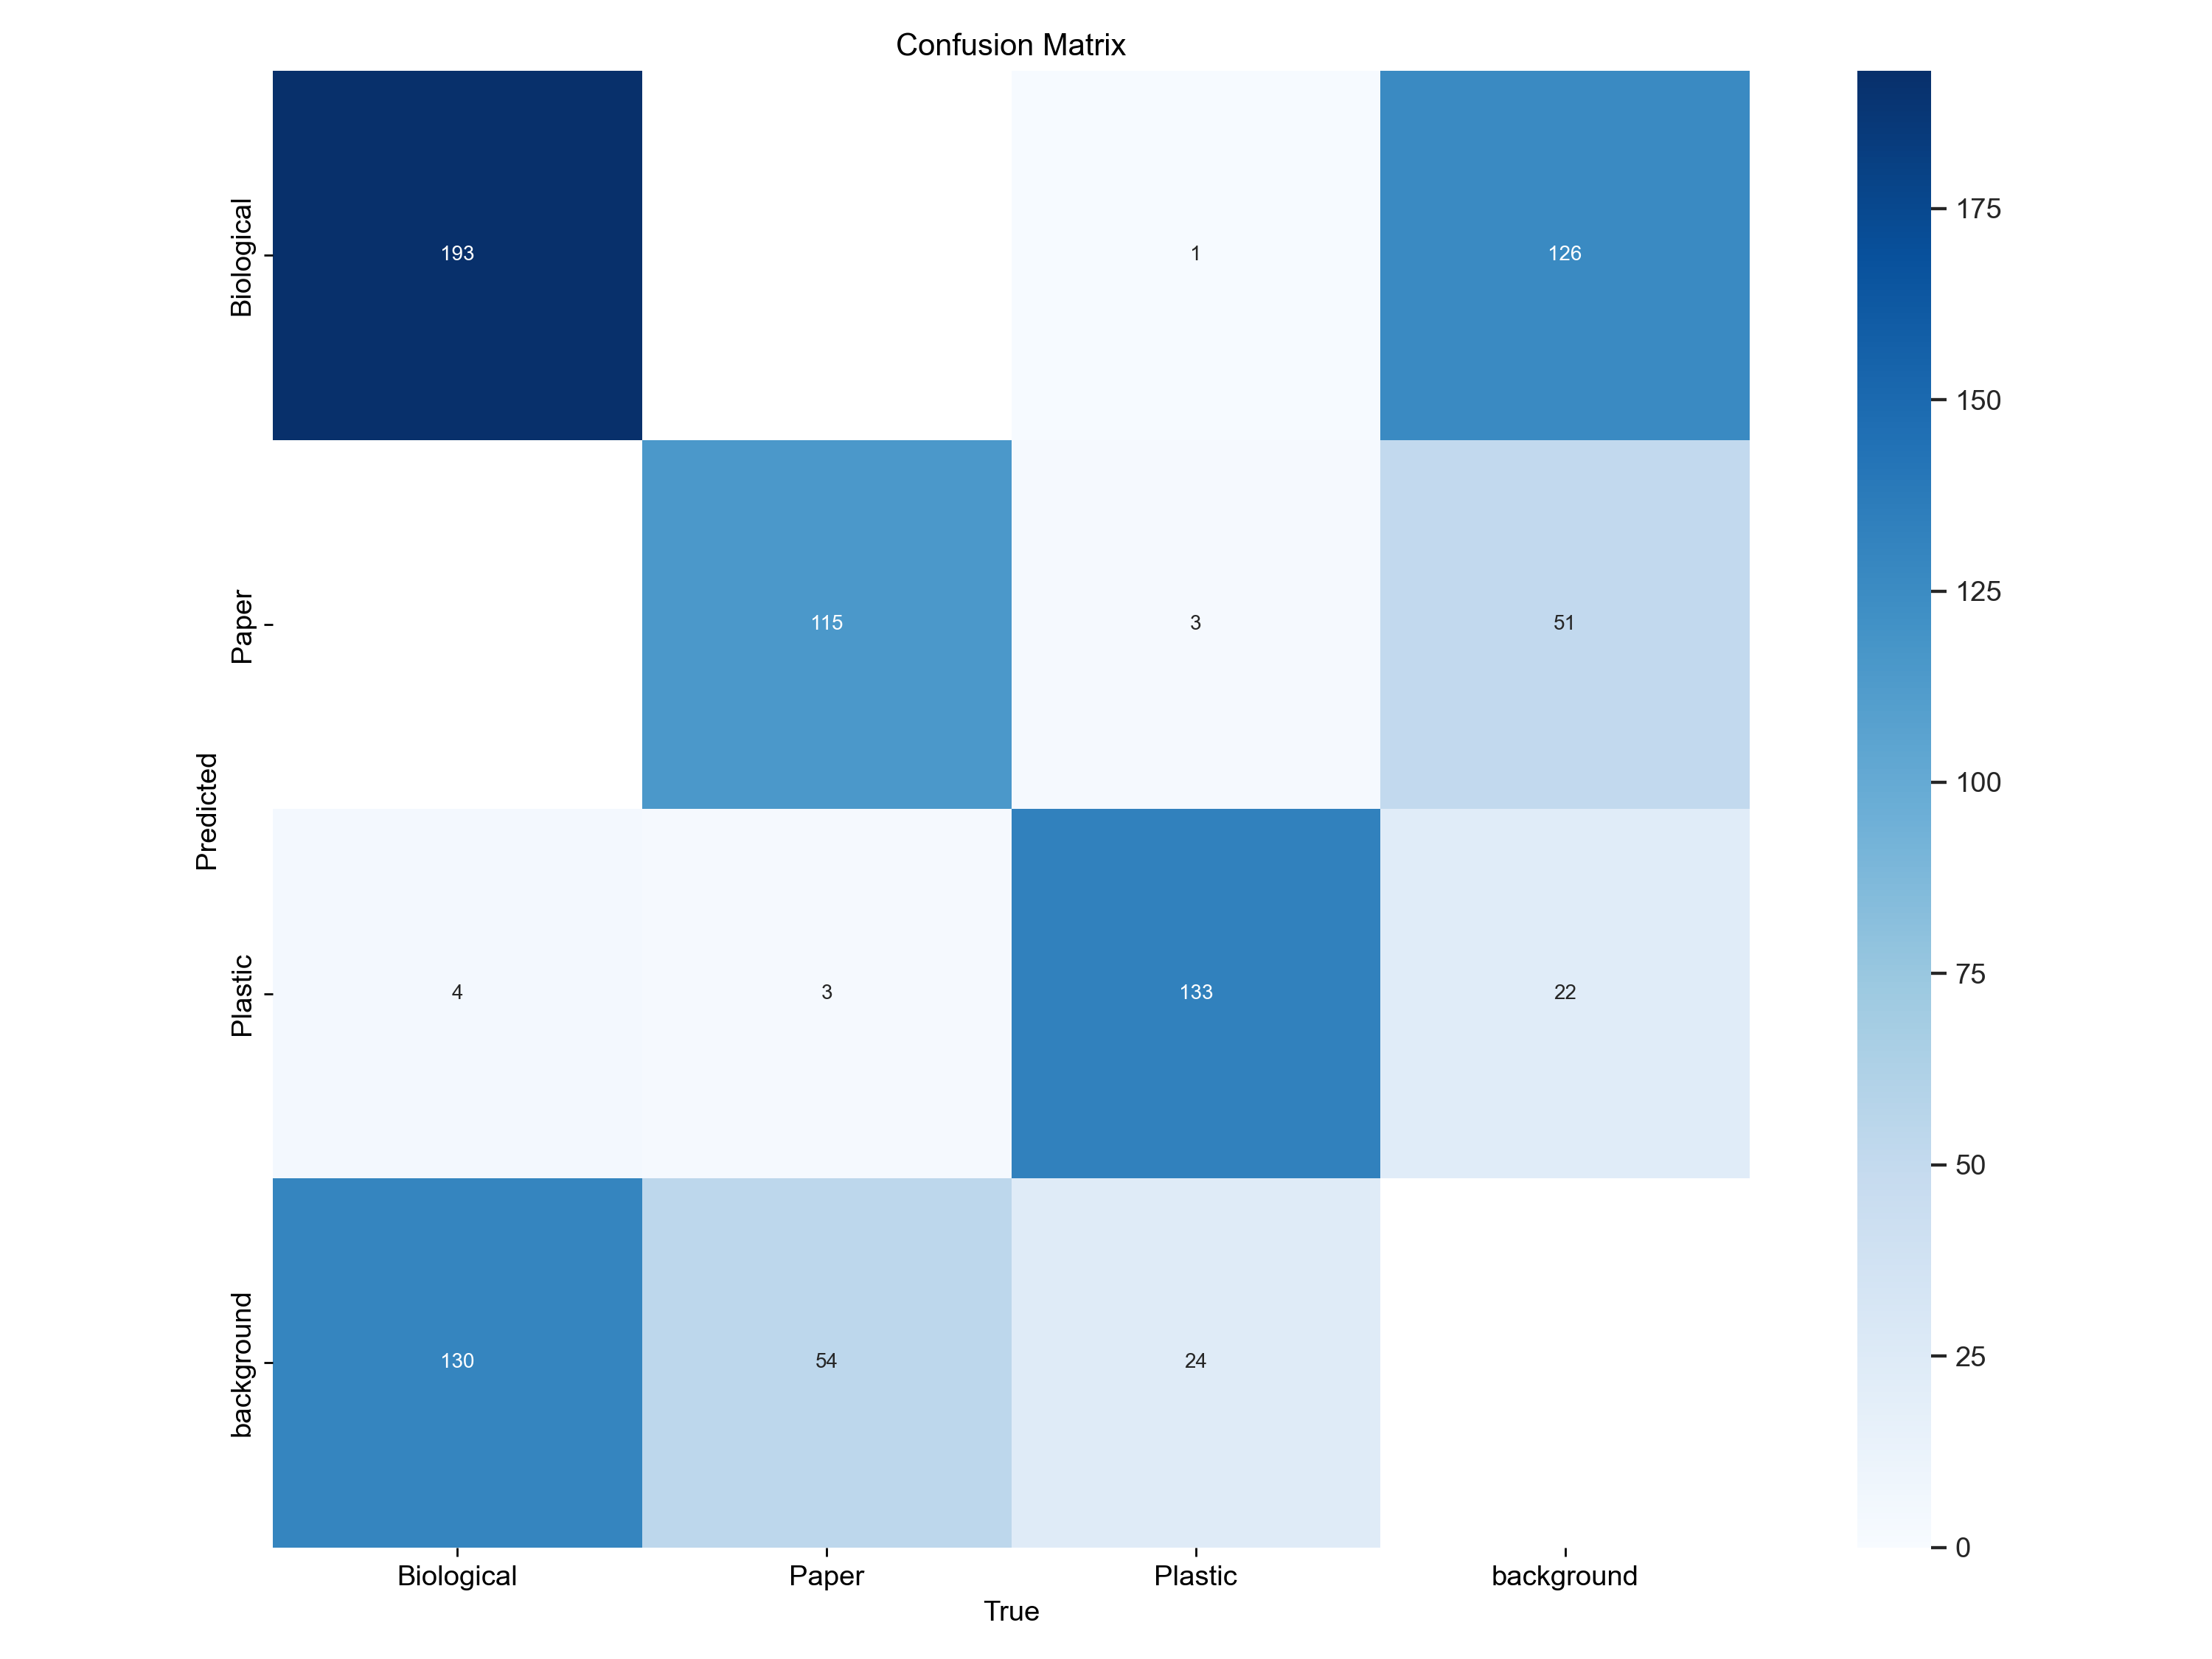 Confusion Matrix
Biological
193
1
126
175
150
Paper
115
3
51
125
100
Predicted
Plastic
4
3
133
22
75
50
background
130
54
24
25
0
Biological
Paper
Plastic
background
True